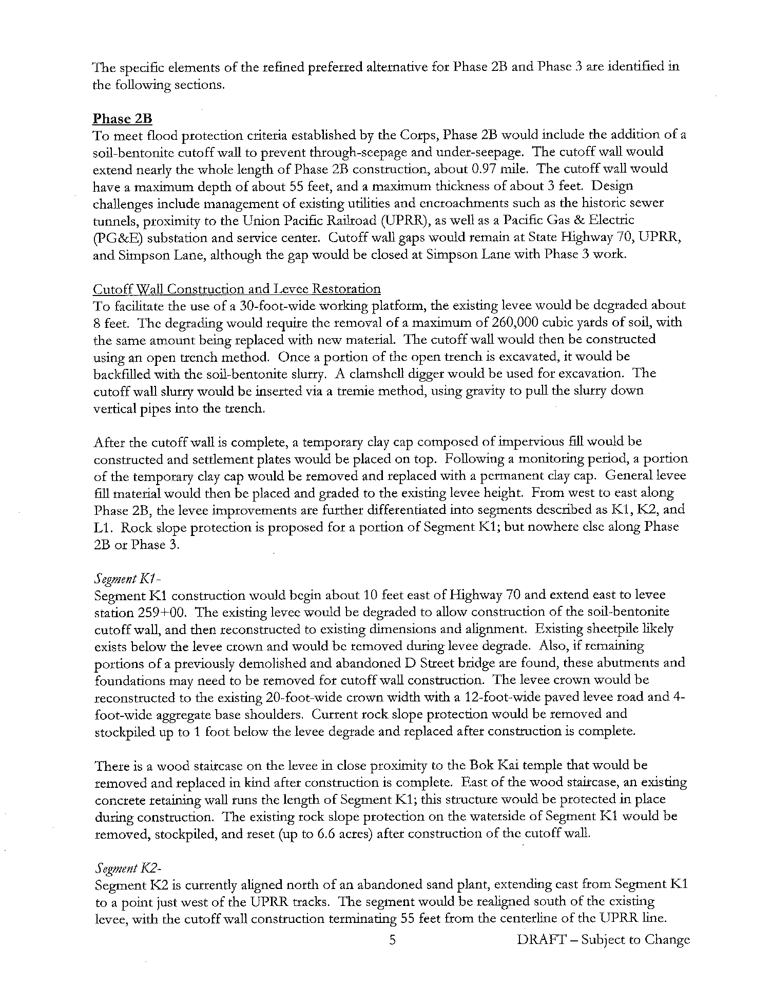 The specific elements of the refined preferred alternative for Phase 2B and Phase 3 are identified in
the following sections.
Phase 2B
To meet flood protection criteria established by the Corps, Phase 2B would include the addition of a
soil-bentonite cutoff wall to prevent through-seepage and under-seepage. The cutoff wall would
extend nearly the whole length of Phase 2B construction, about 0.97 mile. The cutoff wall would
have a maximum depth of about 55 feet, and a maximum thickness of about 3 feet. Design
challenges include management of existing utilities and encroachments such as the historic sewer
tunnels, proximity to the Union Pacific Railroad (UPRR), as well as a Pacific Gas & Electric
(PG&E) substation and service center. Cutoff wall gaps would remain at State Highway 70, UPRR,
and Simpson Lane, although the gap would be closed at Simpson Lane with Phase 3 work.
Cutoff Wall Construction and Levee Restoration
To facilitate the use of a 30-foot-wide working platform, the existing levee would be degraded about
8 feet. The degrading would require the removal of a maximum of 260,000 cubic yards of soil, with
the same amount being replaced with new material. The cutoff wall would then be constructed
using an open trench method. Once a portion of the open trench is excavated, it would be
backfilled with the soil-bentonite slurry. A clamshell digger would be used for excavation. The
cutoff wall slurry would be inserted via a tremie method, using gravity to pull the slurry down
vertical pipes into the trench.
After the cutoff wall is complete, a temporary clay cap composed of impervious fill would be
constructed and settlement plates would be placed on top. Following a monitoring period, a portion
of the temporary clay cap would be removed and replaced with a permanent clay cap. General levee
fill material would then be placed and graded to the existing levee height. From west to east along
Phase 2B, the levee improvements are further differentiated into segments described as K1, K2, and
L1. Rock slope protection is proposed for a portion of Segment K1; but nowhere else along Phase
2B or Phase 3.
Segment K1-
Segment K1 construction would begin about 10 feet east of Highway 70 and extend east to levee
station 259+00. The existing levee would be degraded to allow construction of the soil-bentonite
cutoff wall, and then reconstructed to existing dimensions and alignment. Existing sheetpile likely
exists below the levee crown and would be removed during levee degrade. Also, if remaining
portions of a previously demolished and abandoned D Street bridge are found, these abutments and
foundations may need to be removed for cutoff wall construction. The levee crown would be
reconstructed to the existing 20-foot-wide crown width with a 12-foot-wide paved levee road and 4-
foot-wide aggregate base shoulders. Current rock slope protection would be removed and
stockpiled up to 1 foot below the levee degrade and replaced after construction is complete.
There is a wood staircase on the levee in close proximity to the Bok Kai temple that would be
removed and replaced in kind after construction is complete. East of the wood staircase, an existing
concrete retaining wall runs the length of Segment K1; this structure would be protected in place
during construction. The existing rock slope protection on the waterside of Segment K1 would be
removed, stockpiled, and reset (up to 6.6 acres) after construction of the cutoff wall.
Segment K2-
Segment K2 is currently aligned north of an abandoned sand plant, extending east from Segment K1
to a point just west of the UPRR tracks. The segment would be realigned south of the existing
levee, with the cutoff wall construction terminating 55 feet from the centerline of the UPRR line.
5 DRAFT – Subject to Change